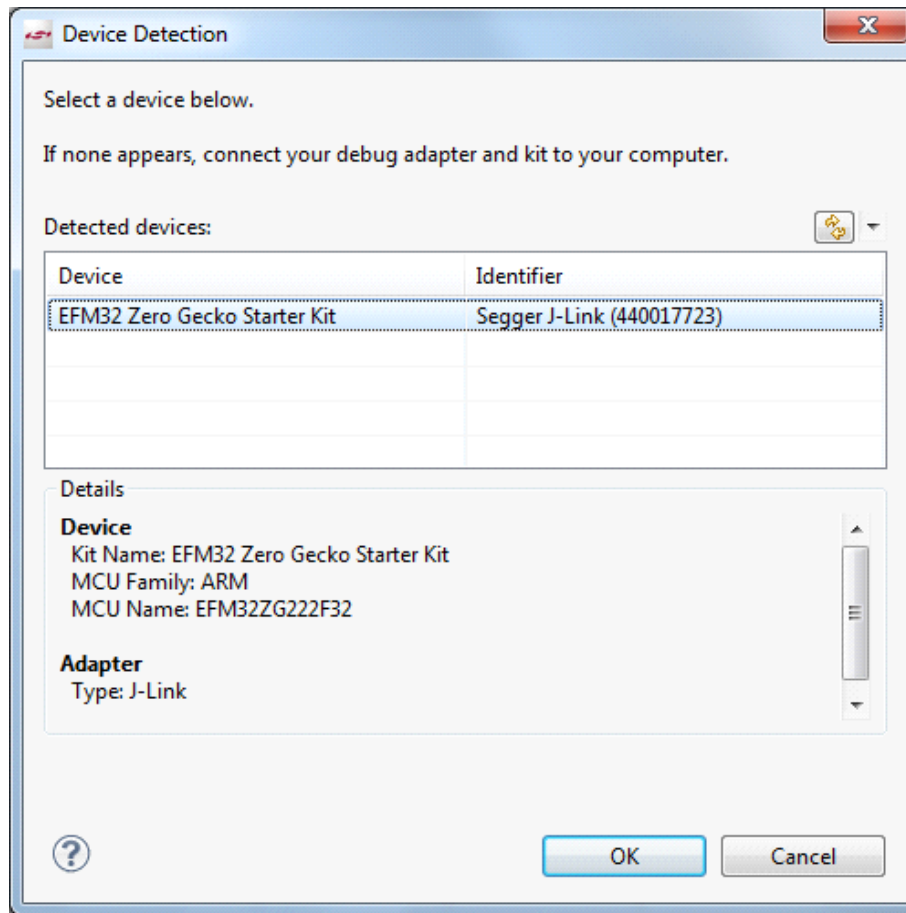 Device Detection
Select a device below.
If none appears, connect your debug adapter and kit to your computer.
Detected devices:
Device Identifier
EFM32 Zero Gecko Starter Kit Segger J-Link (440017723)
Details
Device
Kit Name: EFM32 Zero Gecko Starter Kit
MCU Family: ARM
MCU Name: EFM32ZG222F32
Adapter
Type: J-Link
OK Cancel